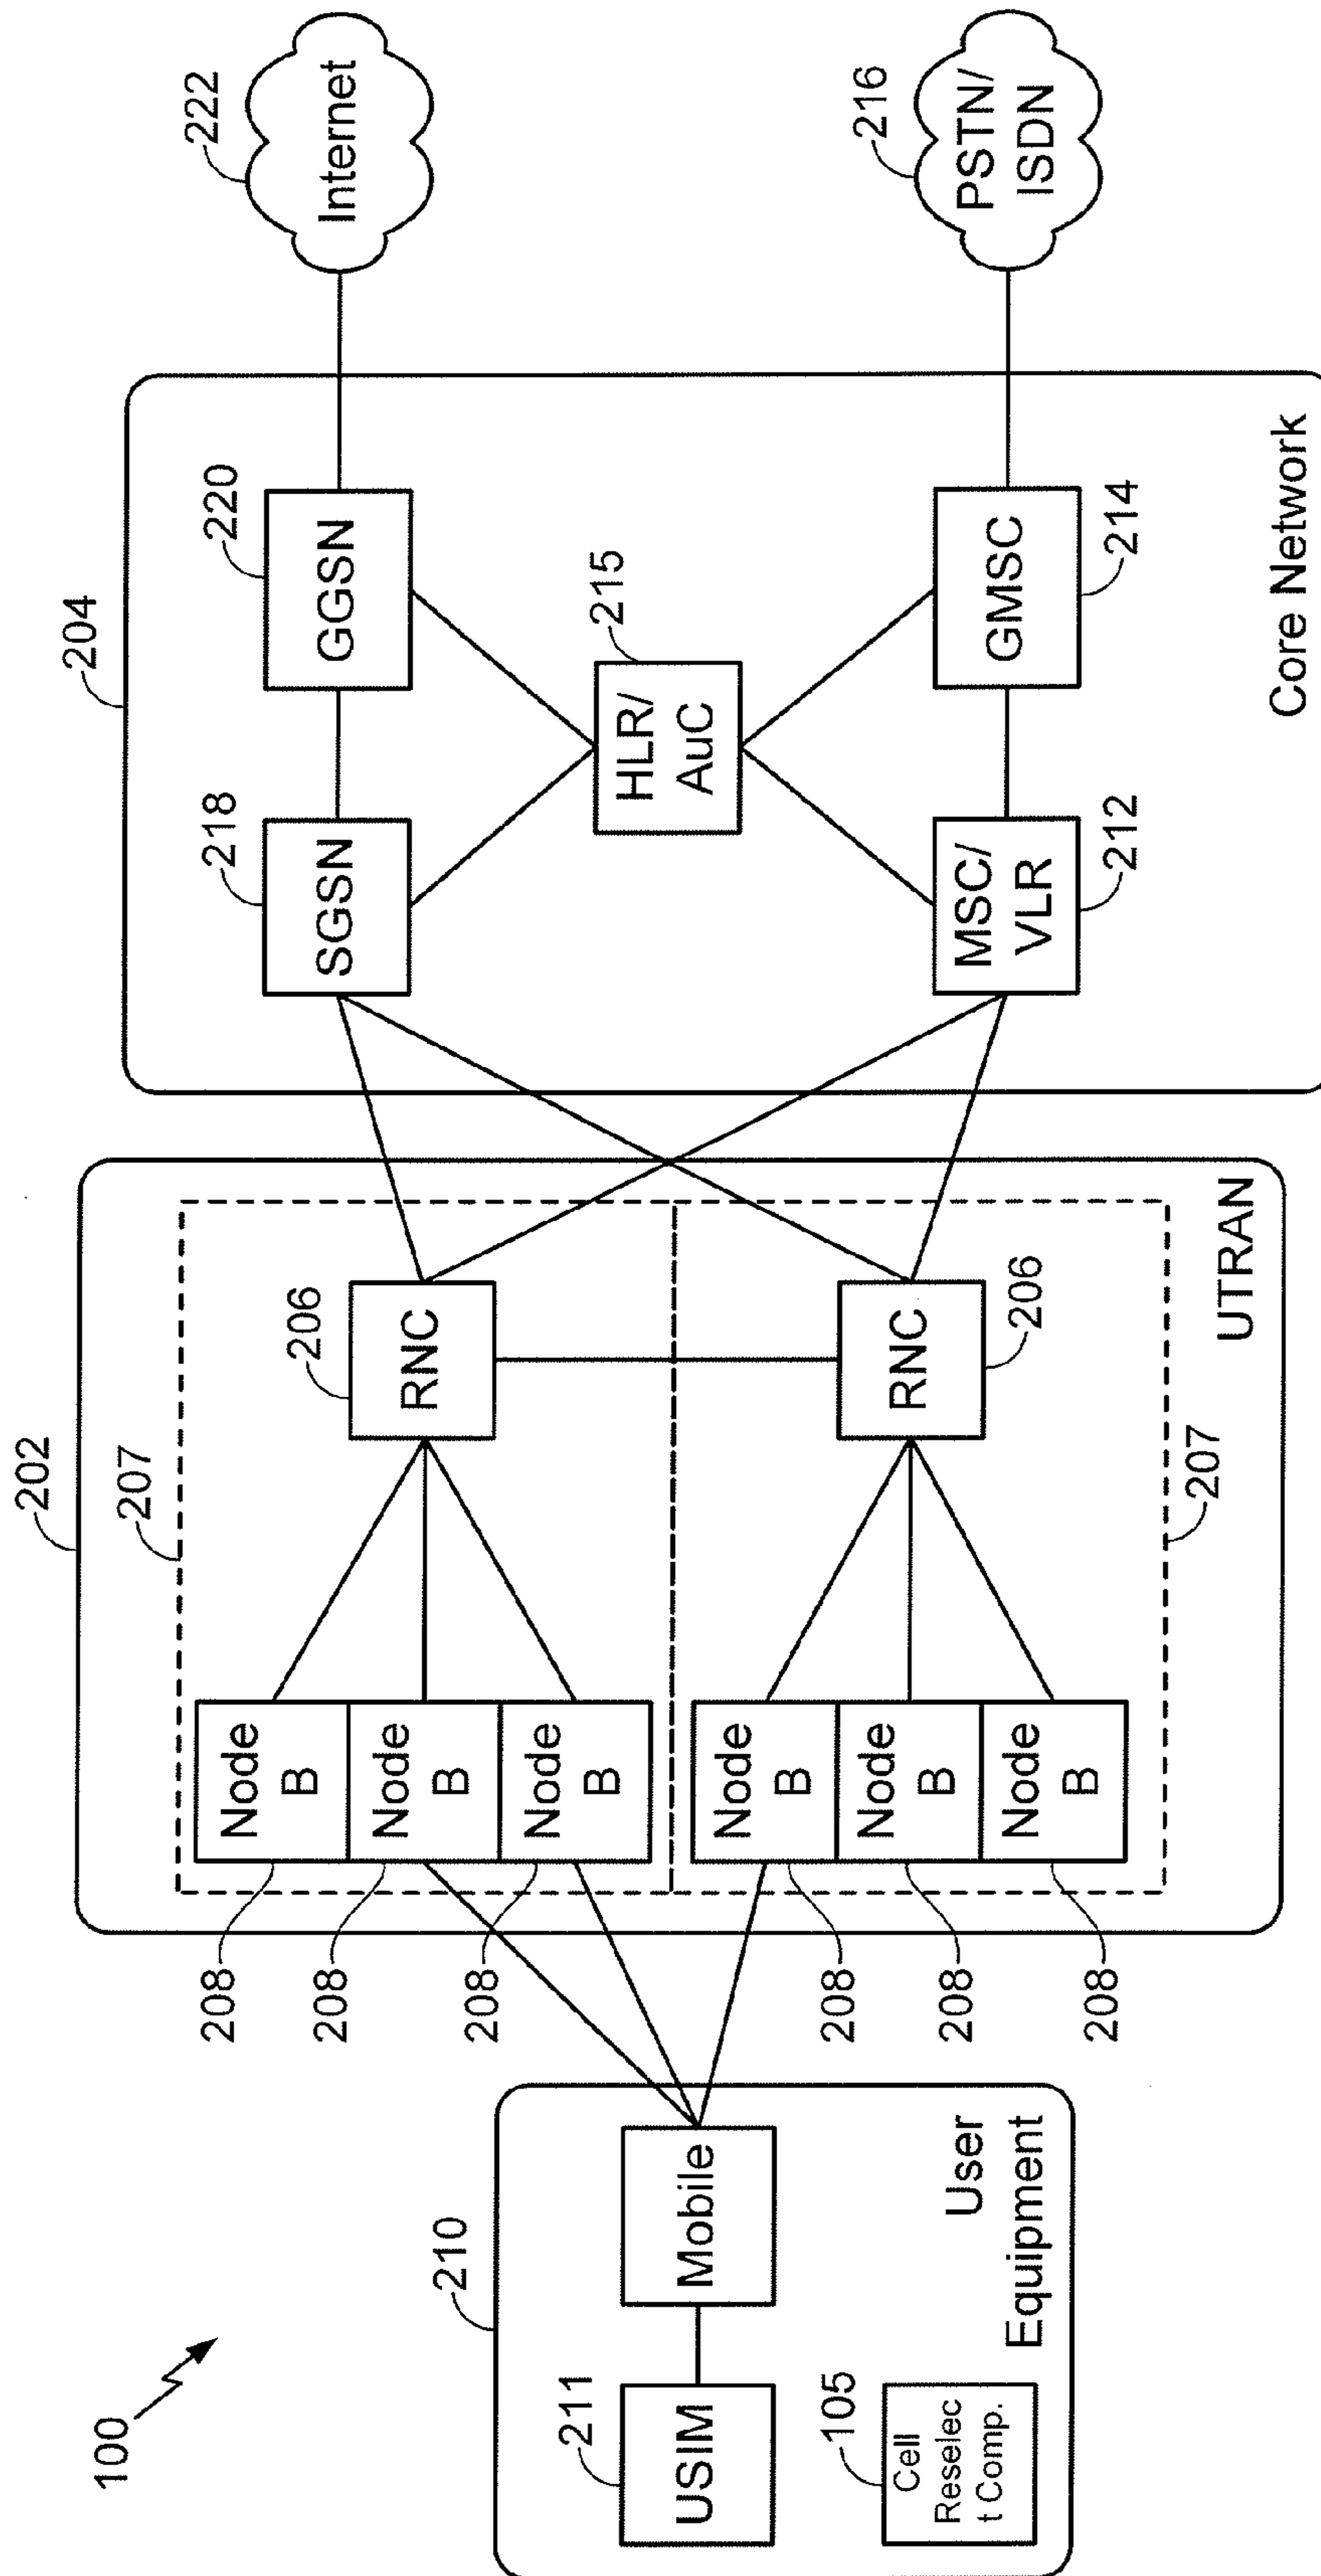 100
210
USIM
211
Mobile
Cell
Reselec
t Comp.
105
User
Equipment
202
207
Node
B
Node
B
Node
B
208
208
208
RNC
206
Node
B
Node
B
Node
B
208
208
208
RNC
206
207
UTRAN
204
SGSN
218
GGSN
220
HLR/
AuC
215
MSC/
VLR
212
GMSC
214
Core Network
222
Internet
216
PSTN/
ISDN